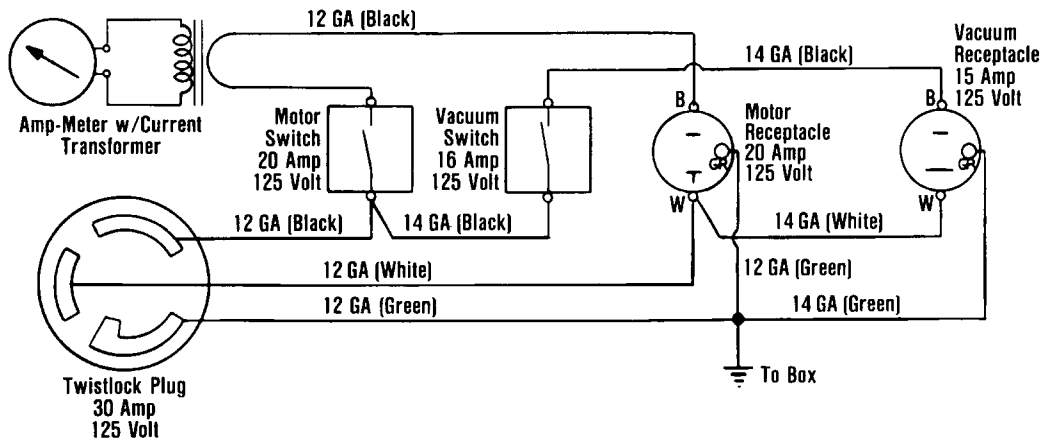 12 GA (Black)
14 GA (Black)
Vacuum
Receptacle
15 Amp
125 Volt
Amp-Meter w/Current
Transformer
Motor
Switch
20 Amp
125 Volt
Vacuum
Switch
16 Amp
125 Volt
B
GR
W
Motor
Receptacle
20 Amp
125 Volt
B
GR
W
12 GA (Black)
14 GA (Black)
14 GA (White)
12 GA (White)
12 GA (Green)
12 GA (Green)
14 GA (Green)
To Box
Twistlock Plug
30 Amp
125 Volt